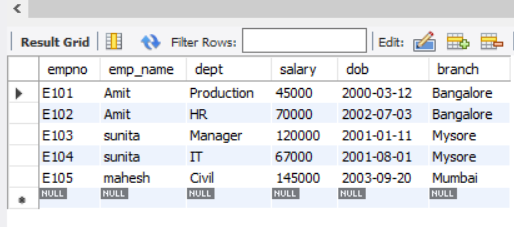 Result Grid Filter Rows: Edit:
empno emp_name dept salary dob branch
E101 Amit Production 45000 2000-03-12 Bangalore
E102 Amit HR 70000 2002-07-03 Bangalore
E103 sunita Manager 120000 2001-01-11 Mysore
E104 sunita IT 67000 2001-08-01 Mysore
E105 mahesh Civil 145000 2003-09-20 Mumbai
NULL NULL NULL NULL NULL NULL